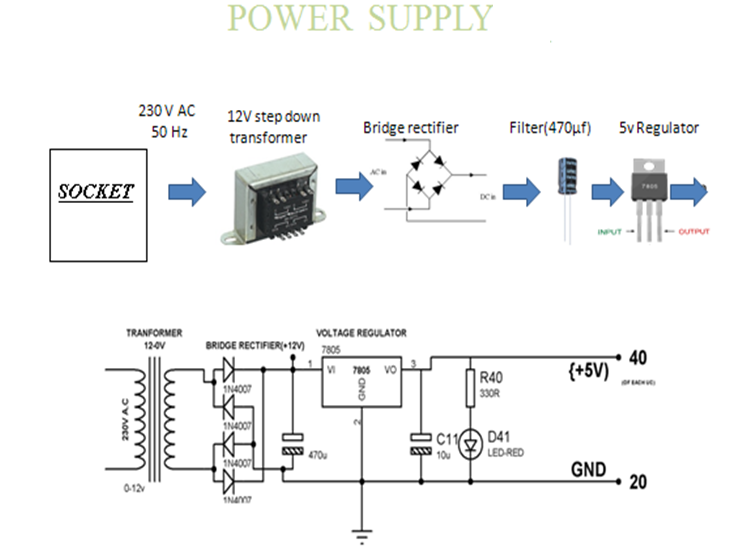 POWER SUPPLY
230 V AC
50 Hz
12V step down
transformer
Bridge rectifier
Filter(470µf)
5v Regulator
SOCKET
AC in
DC in
7805
INPUT
OUTPUT
TRANFORMER
12-0V
BRIDGE RECTIFIER(+12V)
VOLTAGE REGULATOR
7805
1
VI
7805
VO
3
GND
2
230V A.C
0-12v
1N4007
1N4007
1N4007
1N4007
470u
C11
10u
R40
330R
D41
LED-RED
{+5V)
40
(OF EACH I/C)
GND
20